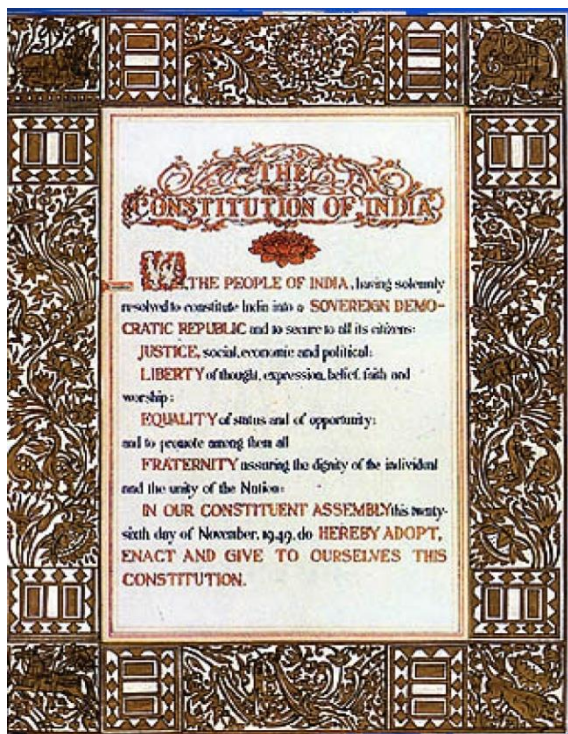 THE
CONSTITUTION OF INDIA
WE, THE PEOPLE OF INDIA, having solemnly
resolved to constitute India into a SOVEREIGN DEMO-
CRATIC REPUBLIC and to secure to all its citizens:
JUSTICE, social, economic and political;
LIBERTY of thought, expression, belief, faith and
worship;
EQUALITY of status and of opportunity;
and to promote among them all
FRATERNITY assuring the dignity of the individual
and the unity of the Nation;
IN OUR CONSTITUENT ASSEMBLY this twenty-
sixth day of November, 1949, do HEREBY ADOPT,
ENACT AND GIVE TO OURSELVES THIS
CONSTITUTION.